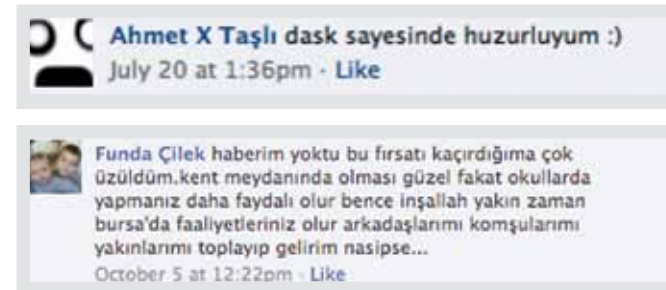 Ahmet X Taşlı dask sayesinde huzurluyum :)
July 20 at 1:36pm · Like
Funda Çilek haberim yoktu bu fırsatı kaçırdığıma çok
üzüldüm.kent meydanında olması güzel fakat okullarda
yapmanız daha faydalı olur bence inşallah yakın zaman
bursa'da faaliyetleriniz olur arkadaşlarımı komşularımı
yakınlarımı toplayıp gelirim nasipse...
October 5 at 12:22pm · Like